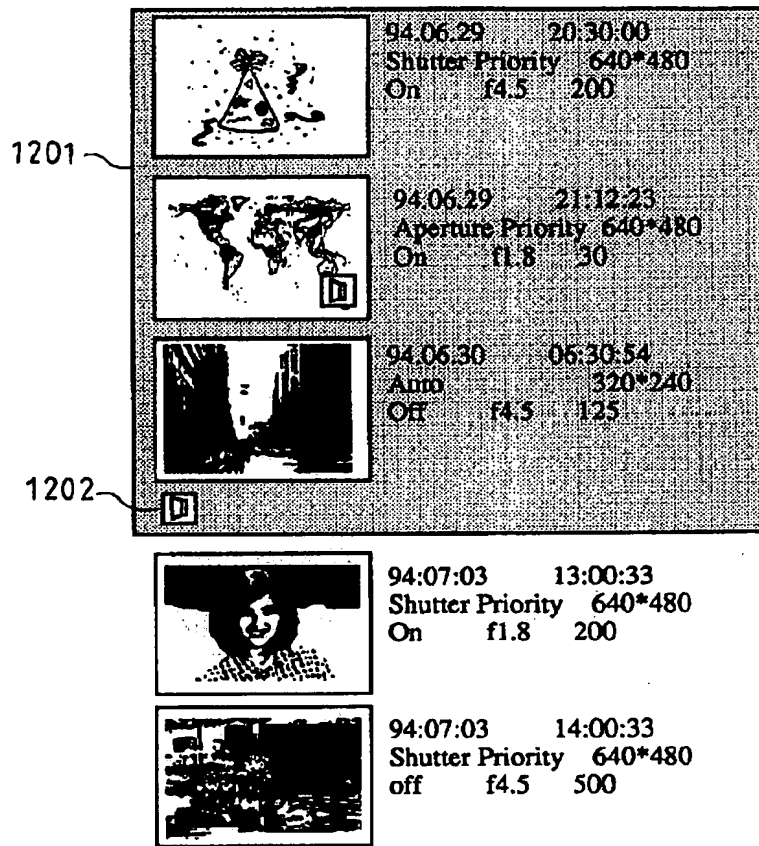 94.06.29 20:30:00
Shutter Priority 640*480
On f4.5 200
1201
94.06.29 21:12:23
Aperture Priority 640*480
On f1.8 30
94.06.30 06:30:54
Auto 320*240
Off f4.5 125
1202
94:07:03 13:00:33
Shutter Priority 640*480
On f1.8 200
94:07:03 14:00:33
Shutter Priority 640*480
off f4.5 500